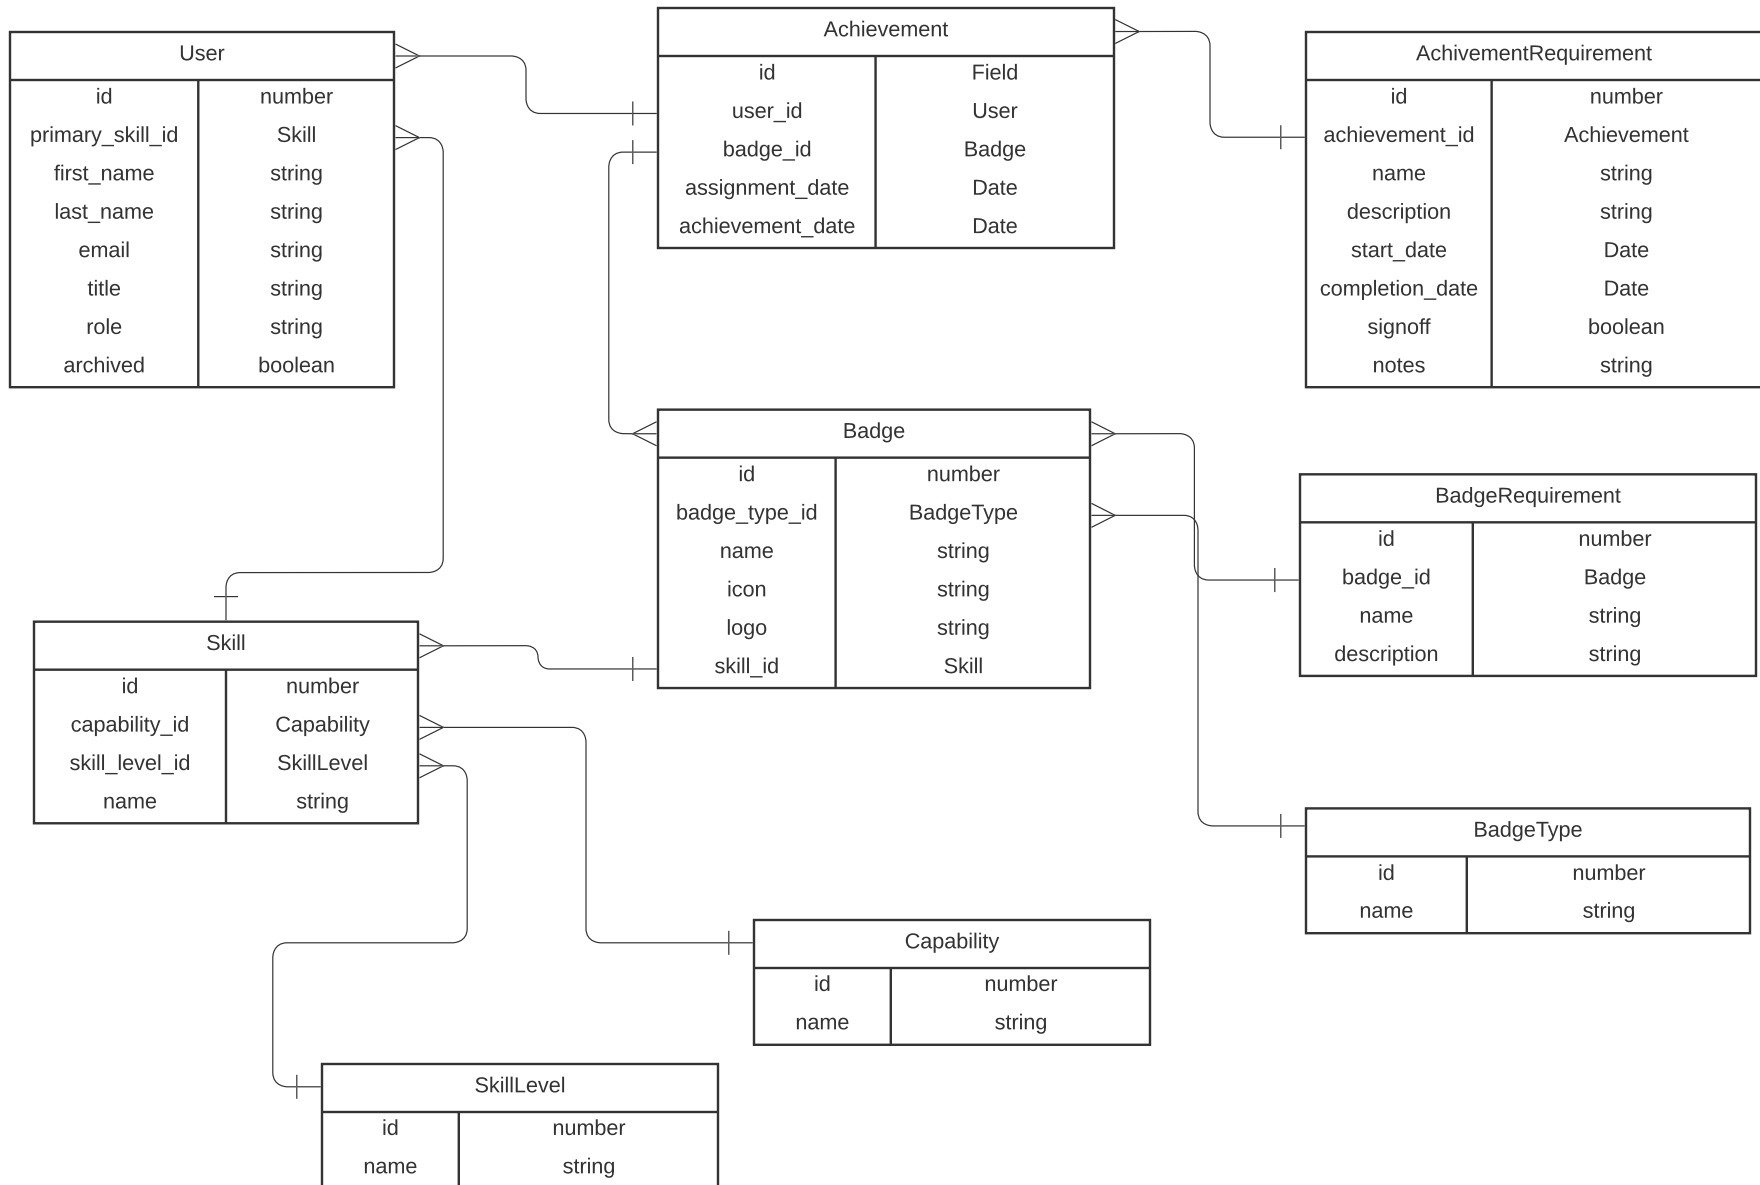 User
id number
primary_skill_id Skill
first_name string
last_name string
email string
title string
role string
archived boolean
Achievement
id Field
user_id User
badge_id Badge
assignment_date Date
achievement_date Date
AchivementRequirement
id number
achievement_id Achievement
name string
description string
start_date Date
completion_date Date
signoff boolean
notes string
Badge
id number
badge_type_id BadgeType
name string
icon string
logo string
skill_id Skill
BadgeRequirement
id number
badge_id Badge
name string
description string
Skill
id number
capability_id Capability
skill_level_id SkillLevel
name string
BadgeType
id number
name string
Capability
id number
name string
SkillLevel
id number
name string